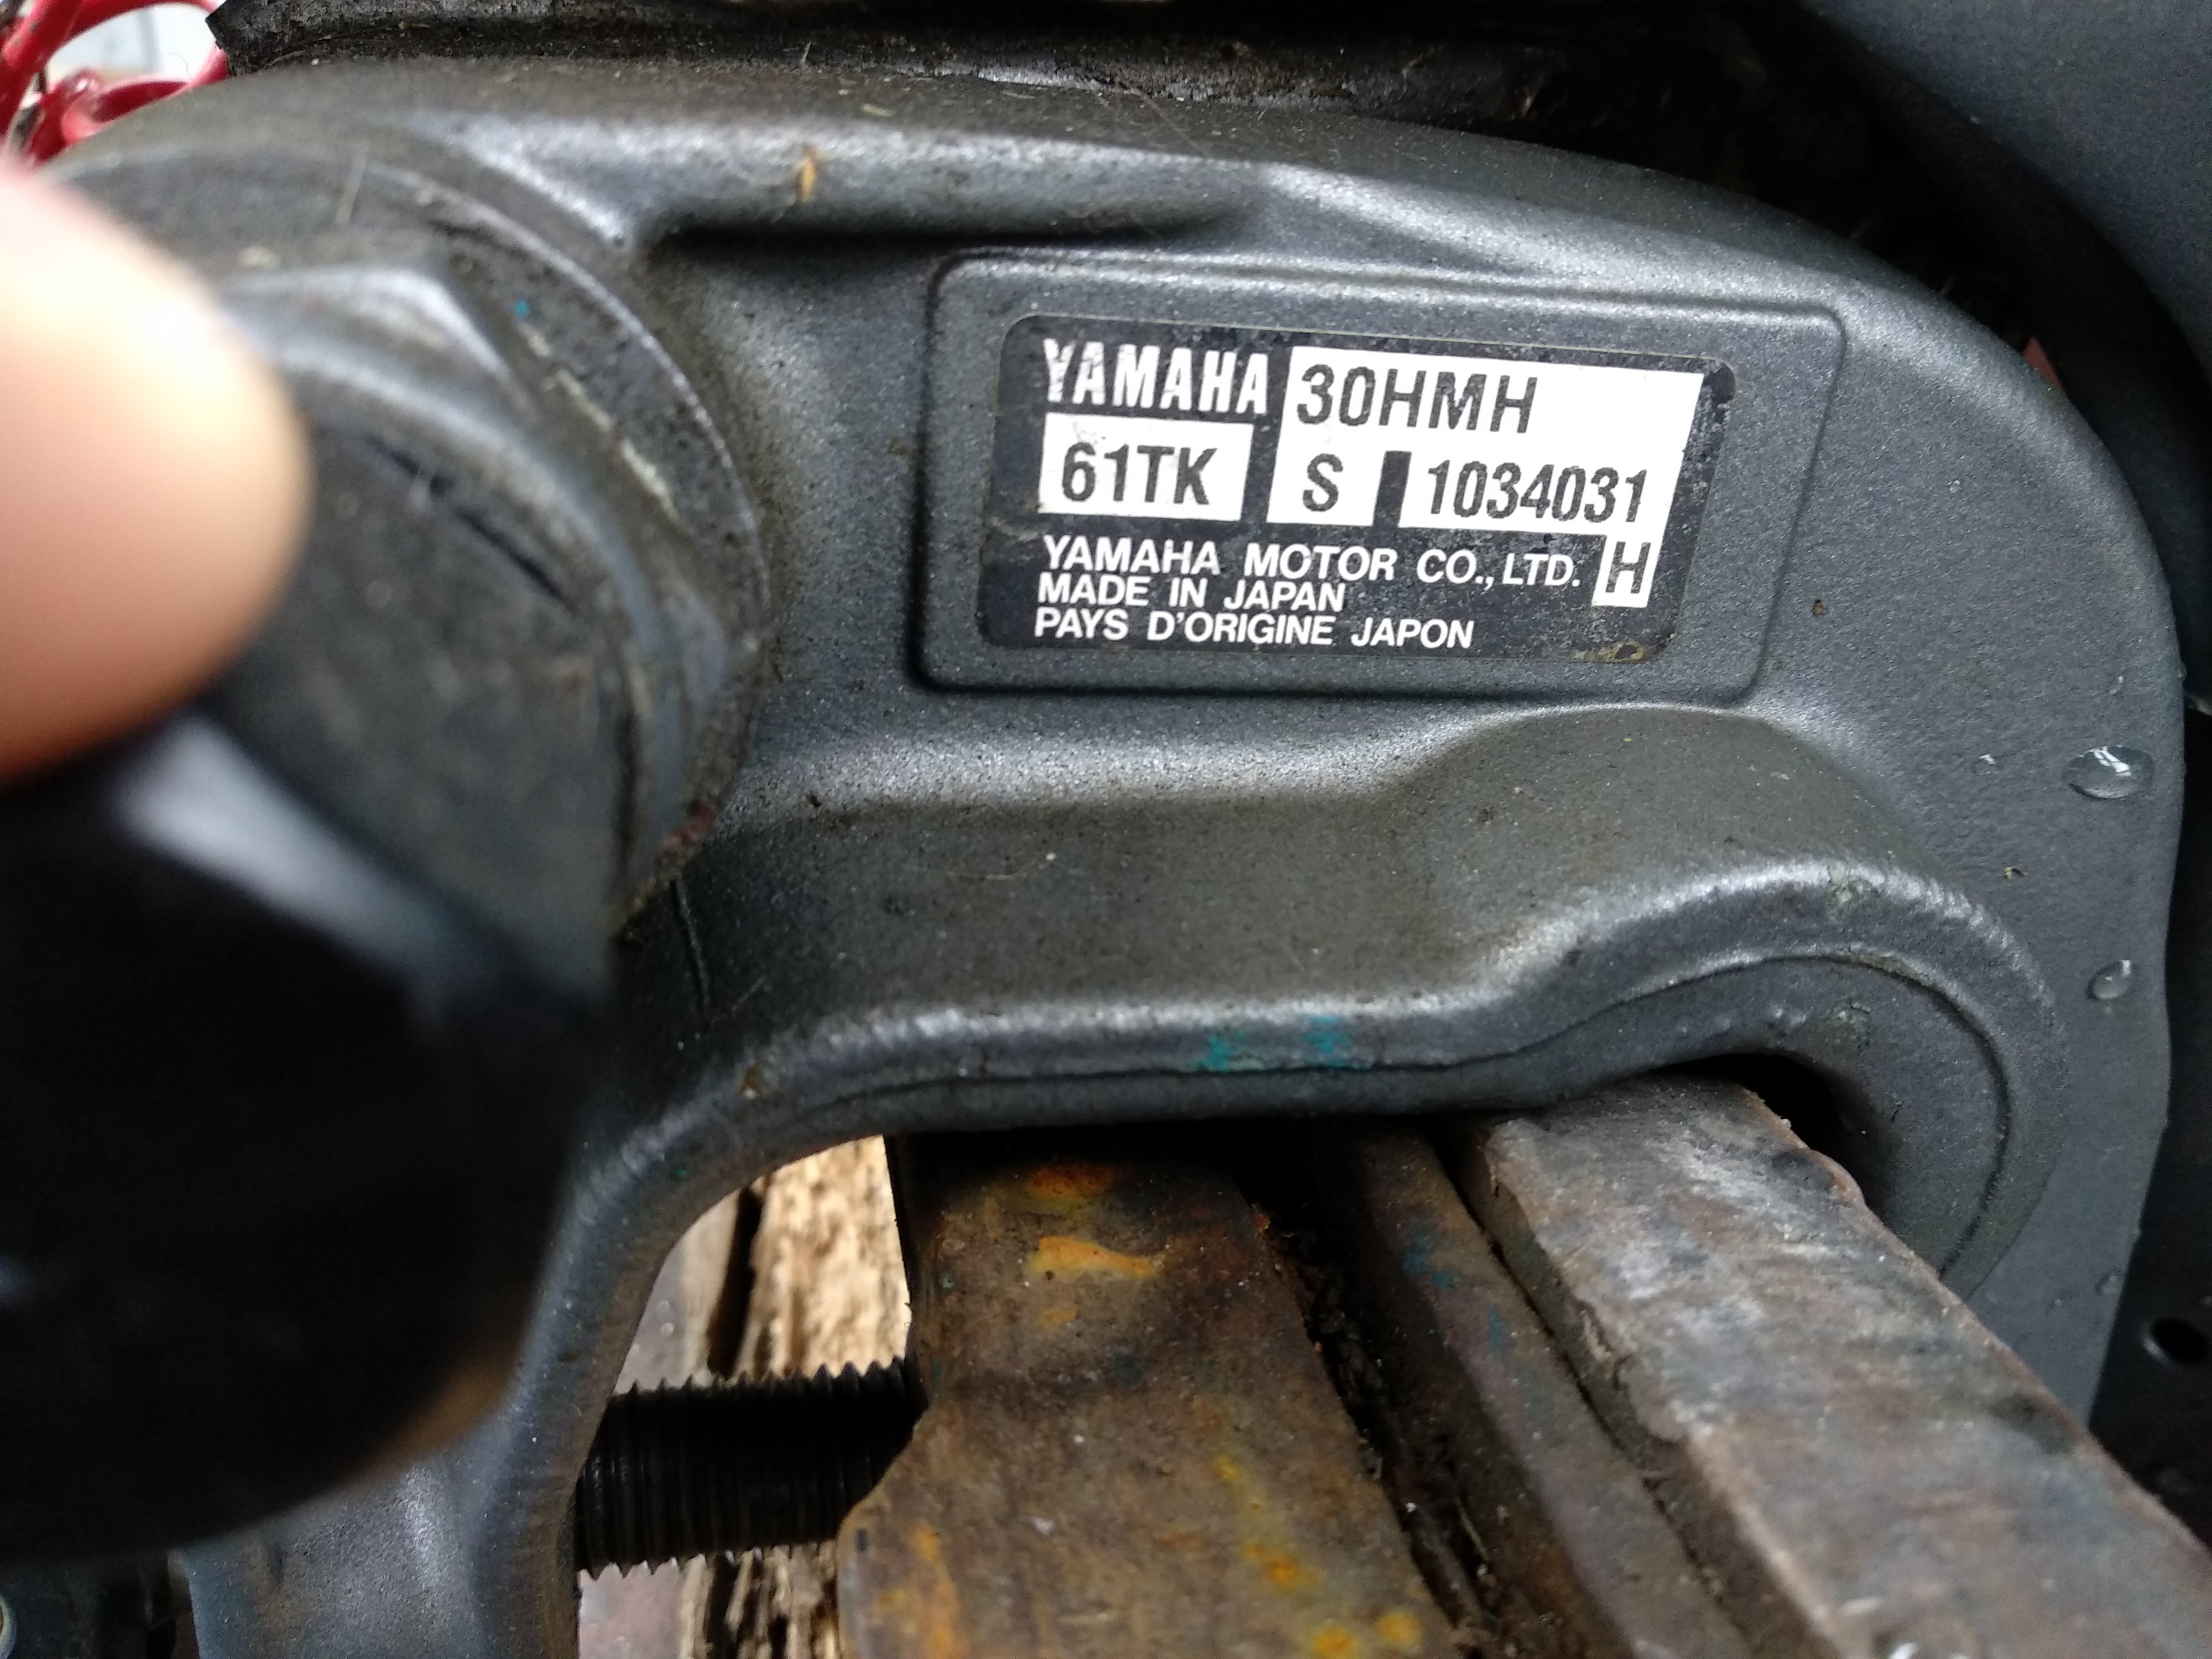 YAMAHA 30HMH
61TK S 1034031
YAMAHA MOTOR CO., LTD. H
MADE IN JAPAN
PAYS D'ORIGINE JAPON